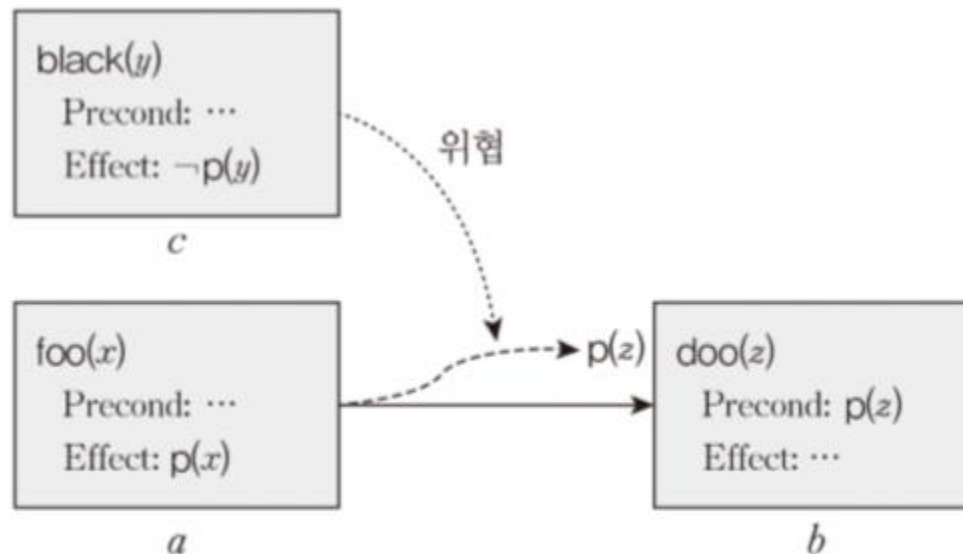 black(y)
Precond: …
Effect: ¬p(y)
c
위협
foo(x)
Precond: …
Effect: p(x)
a
p(z)
doo(z)
Precond: p(z)
Effect: …
b